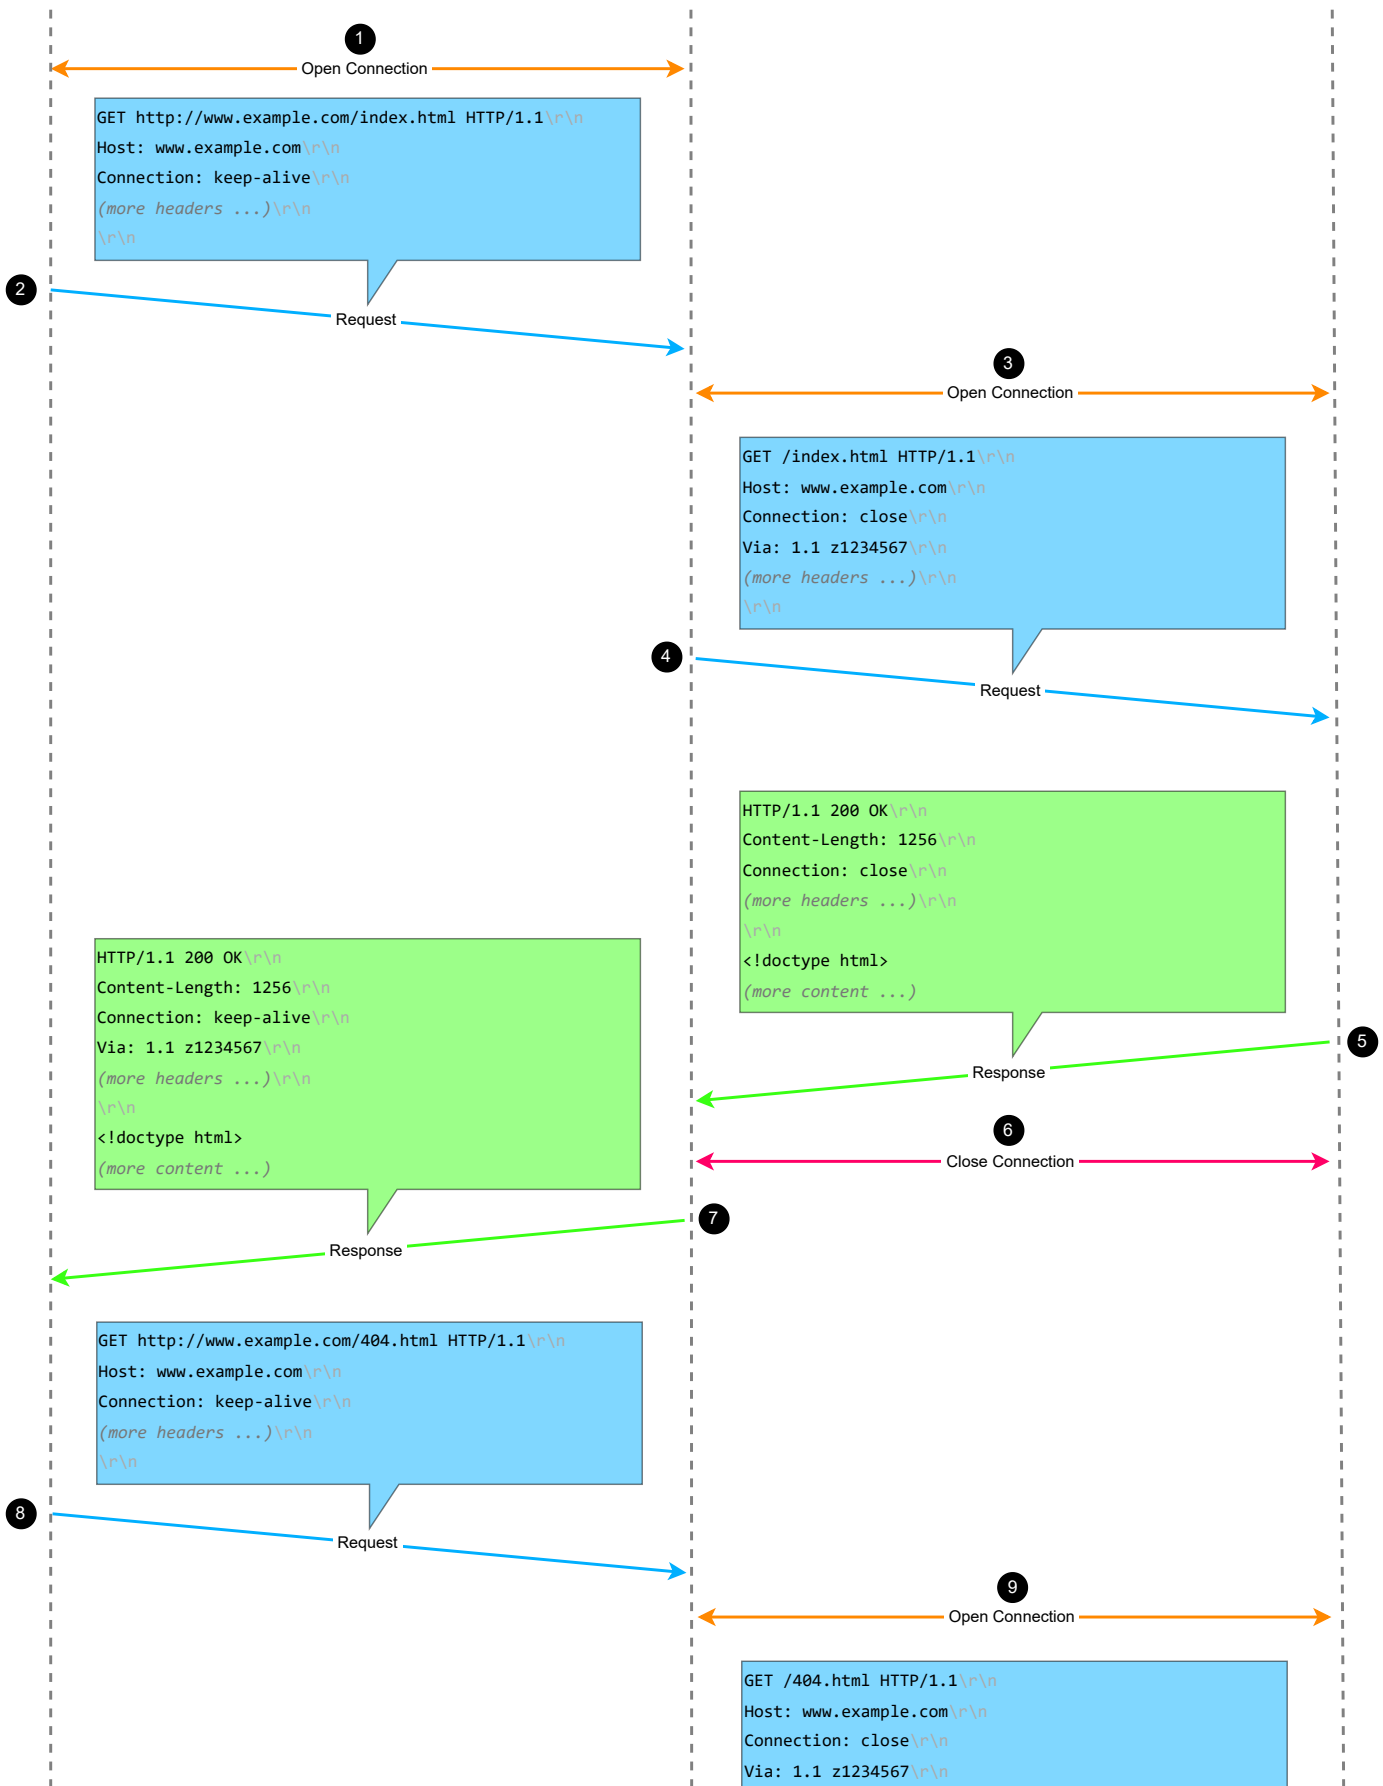 1
Open Connection
GET http://www.example.com/index.html HTTP/1.1\r\n
Host: www.example.com\r\n
Connection: keep-alive\r\n
(more headers ...)\r\n
\r\n
2
Request
3
Open Connection
GET /index.html HTTP/1.1\r\n
Host: www.example.com\r\n
Connection: close\r\n
Via: 1.1 z1234567\r\n
(more headers ...)\r\n
\r\n
4
Request
HTTP/1.1 200 OK\r\n
Content-Length: 1256\r\n
Connection: close\r\n
(more headers ...)\r\n
\r\n
<!doctype html>
(more content ...)
5
Response
6
Close Connection
HTTP/1.1 200 OK\r\n
Content-Length: 1256\r\n
Connection: keep-alive\r\n
Via: 1.1 z1234567\r\n
(more headers ...)\r\n
\r\n
<!doctype html>
(more content ...)
7
Response
GET http://www.example.com/404.html HTTP/1.1\r\n
Host: www.example.com\r\n
Connection: keep-alive\r\n
(more headers ...)\r\n
\r\n
8
Request
9
Open Connection
GET /404.html HTTP/1.1\r\n
Host: www.example.com\r\n
Connection: close\r\n
Via: 1.1 z1234567\r\n